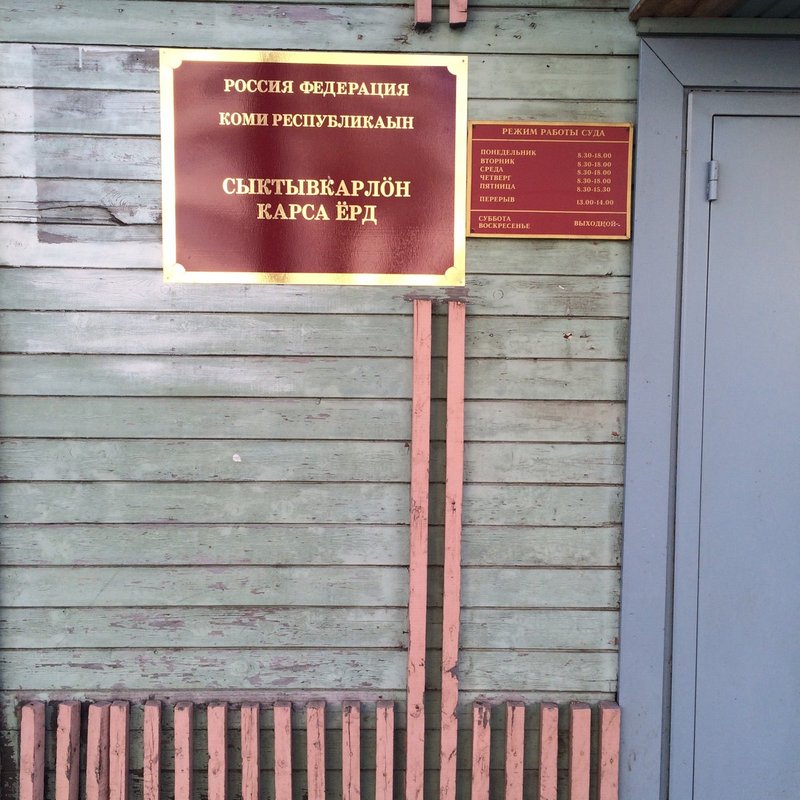 РОССИЯ ФЕДЕРАЦИЯ
КОМИ РЕСПУБЛИКАЫН
СЫКТЫВКАРЛӦН
КАРСА ЁРД
РЕЖИМ РАБОТЫ СУДА
ПОНЕДЕЛЬНИК 8.30-18.00
ВТОРНИК 8.30-18.00
СРЕДА 8.30-18.00
ЧЕТВЕРГ 8.30-18.00
ПЯТНИЦА 8.30-15.30
ПЕРЕРЫВ 13.00-14.00
СУББОТА
ВОСКРЕСЕНЬЕ ВЫХОДНОЙ